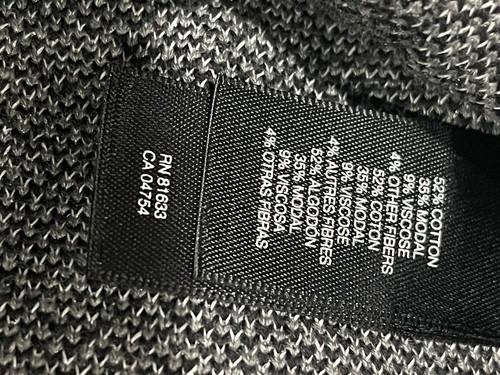 52% COTTON
35% MODAL
9% VISCOSE
4% OTHER FIBERS
52% COTON
35% MODAL
9% VISCOSE
4% AUTRES FIBRES
52% ALGODÓN
35% MODAL
9% VISCOSA
4% OTRAS FIBRAS
RN 81633
CA 04754